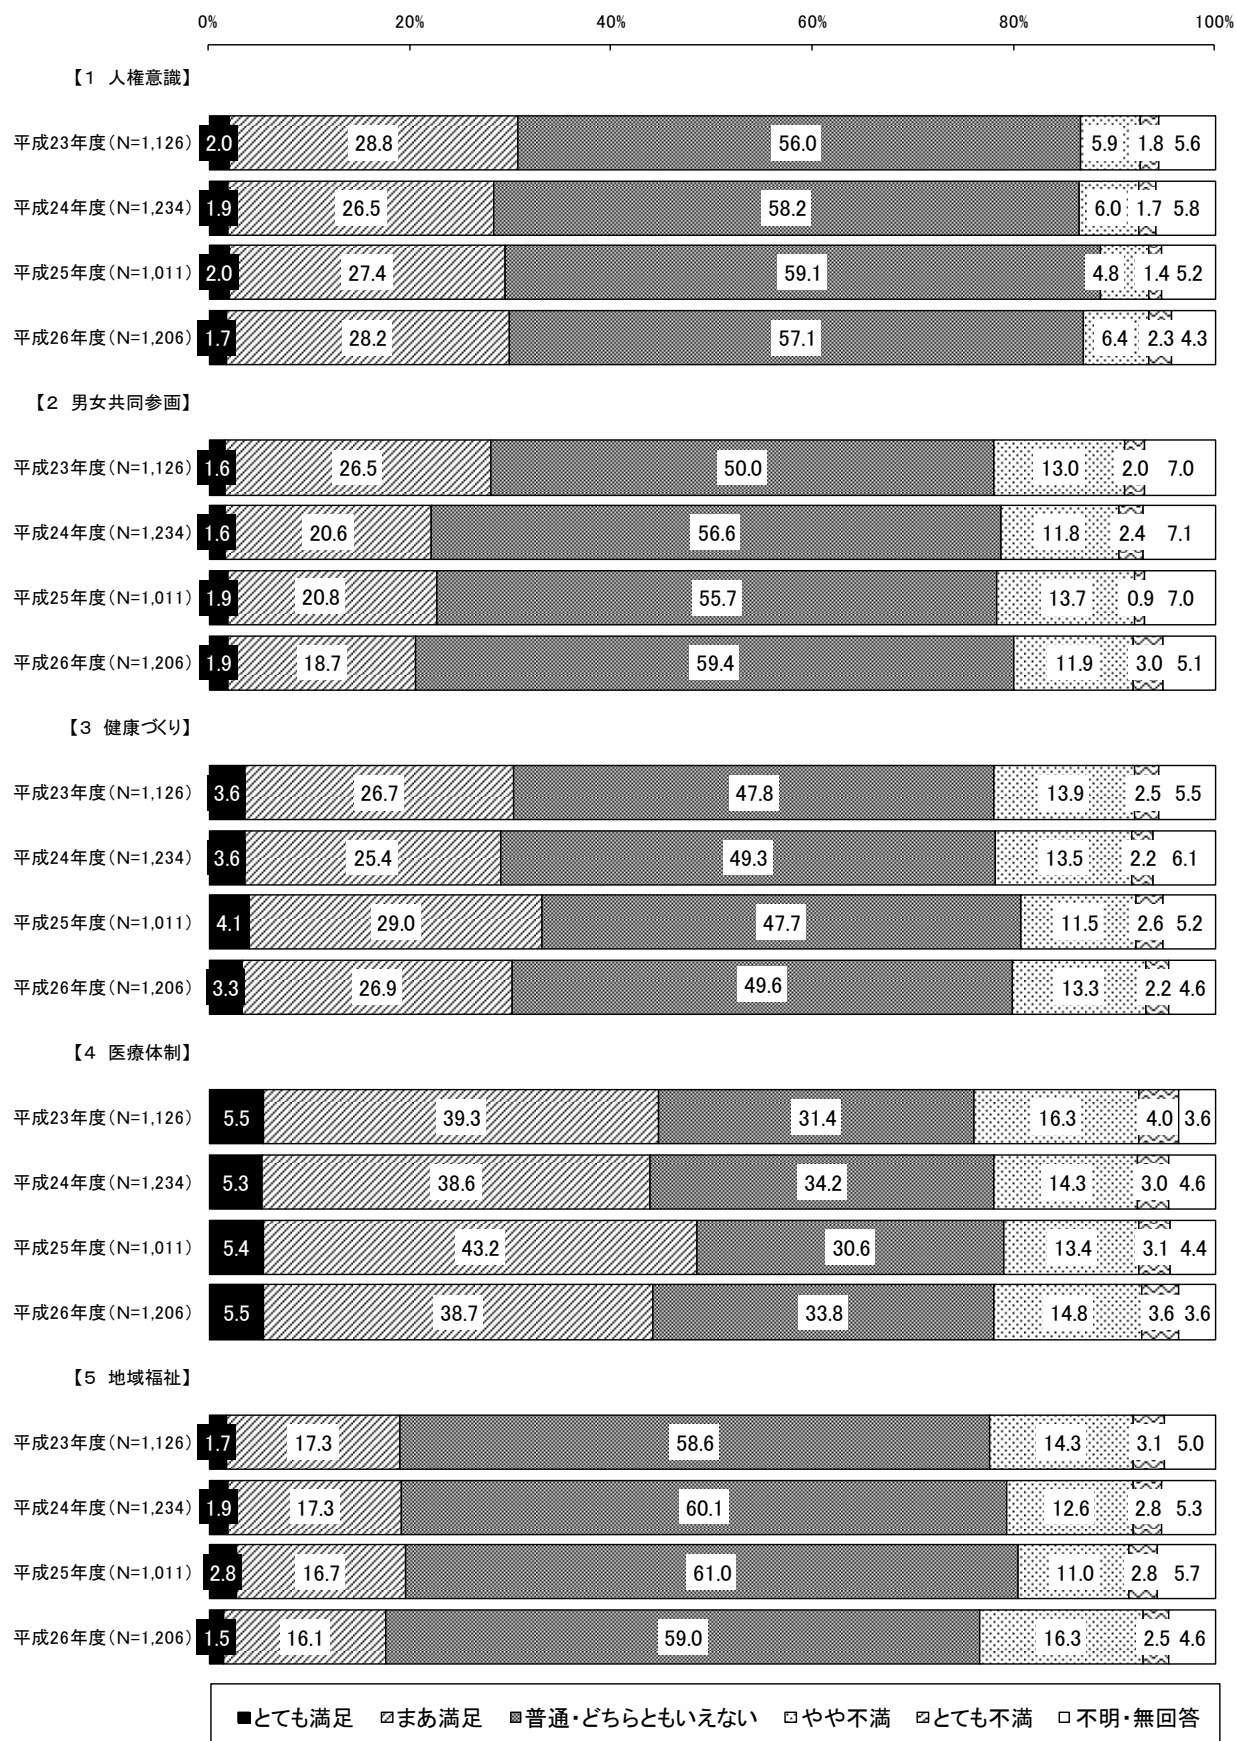 0% 20% 40% 60% 80% 100%
【1 人権意識】
平成23年度(N=1,126) 2.0 28.8 56.0 5.9 1.8 5.6
平成24年度(N=1,234) 1.9 26.5 58.2 6.0 1.7 5.8
平成25年度(N=1,011) 2.0 27.4 59.1 4.8 1.4 5.2
平成26年度(N=1,206) 1.7 28.2 57.1 6.4 2.3 4.3
【2 男女共同参画】
平成23年度(N=1,126) 1.6 26.5 50.0 13.0 2.0 7.0
平成24年度(N=1,234) 1.6 20.6 56.6 11.8 2.4 7.1
平成25年度(N=1,011) 1.9 20.8 55.7 13.7 0.9 7.0
平成26年度(N=1,206) 1.9 18.7 59.4 11.9 3.0 5.1
【3 健康づくり】
平成23年度(N=1,126) 3.6 26.7 47.8 13.9 2.5 5.5
平成24年度(N=1,234) 3.6 25.4 49.3 13.5 2.2 6.1
平成25年度(N=1,011) 4.1 29.0 47.7 11.5 2.6 5.2
平成26年度(N=1,206) 3.3 26.9 49.6 13.3 2.2 4.6
【4 医療体制】
平成23年度(N=1,126) 5.5 39.3 31.4 16.3 4.0 3.6
平成24年度(N=1,234) 5.3 38.6 34.2 14.3 3.0 4.6
平成25年度(N=1,011) 5.4 43.2 30.6 13.4 3.1 4.4
平成26年度(N=1,206) 5.5 38.7 33.8 14.8 3.6 3.6
【5 地域福祉】
平成23年度(N=1,126) 1.7 17.3 58.6 14.3 3.1 5.0
平成24年度(N=1,234) 1.9 17.3 60.1 12.6 2.8 5.3
平成25年度(N=1,011) 2.8 16.7 61.0 11.0 2.8 5.7
平成26年度(N=1,206) 1.5 16.1 59.0 16.3 2.5 4.6
とても満足 まあ満足 普通・どちらともいえない やや不満 とても不満 不明・無回答